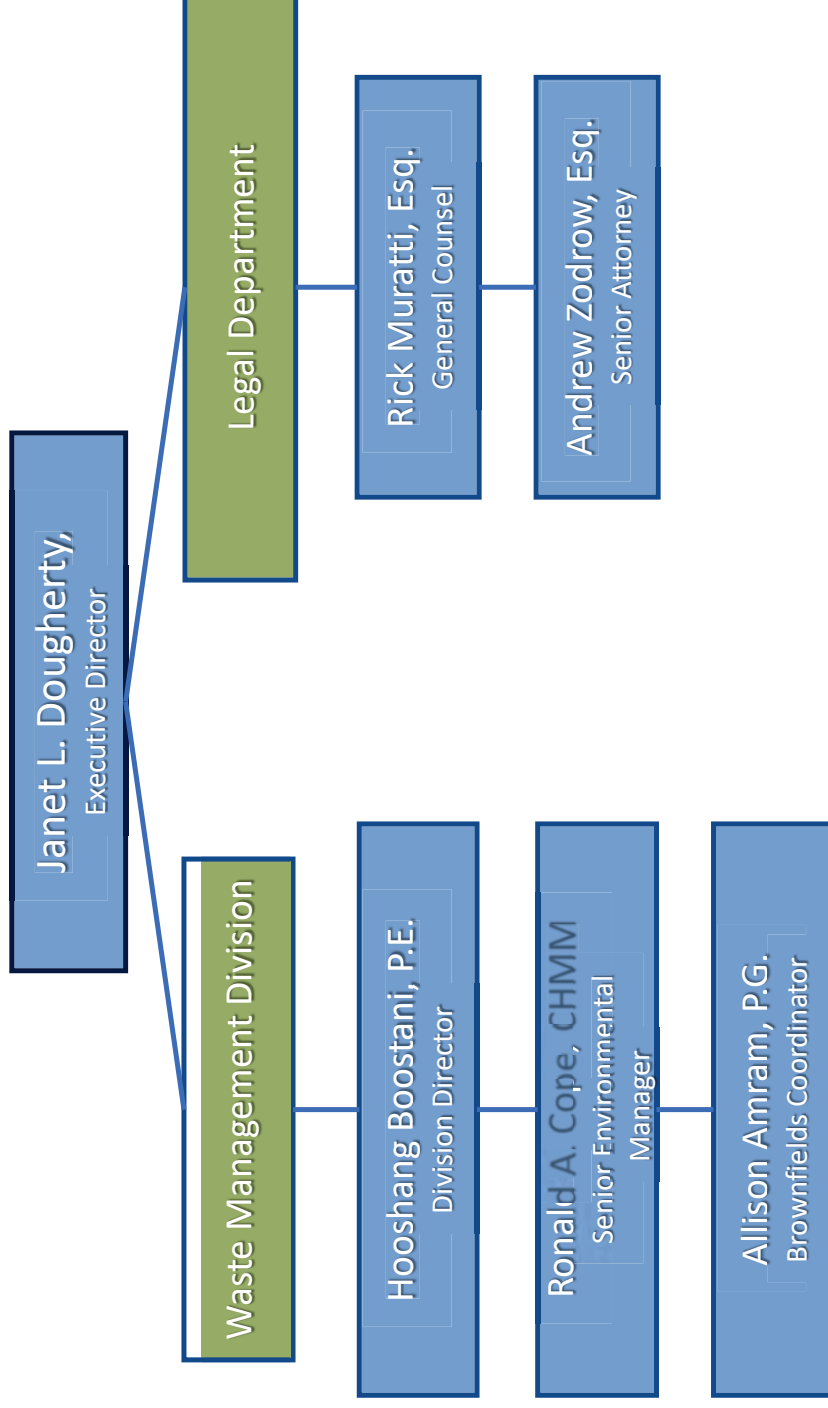 Janet L. Dougherty,
Executive Director
Waste Management Division
Hooshang Boostani, P.E.
Division Director
Ronald A. Cope, CHMM
Senior Environmental
Manager
Allison Amram, P.G.
Brownfields Coordinator
Legal Department
Rick Muratti, Esq.
General Counsel
Andrew Zodrow, Esq.
Senior Attorney